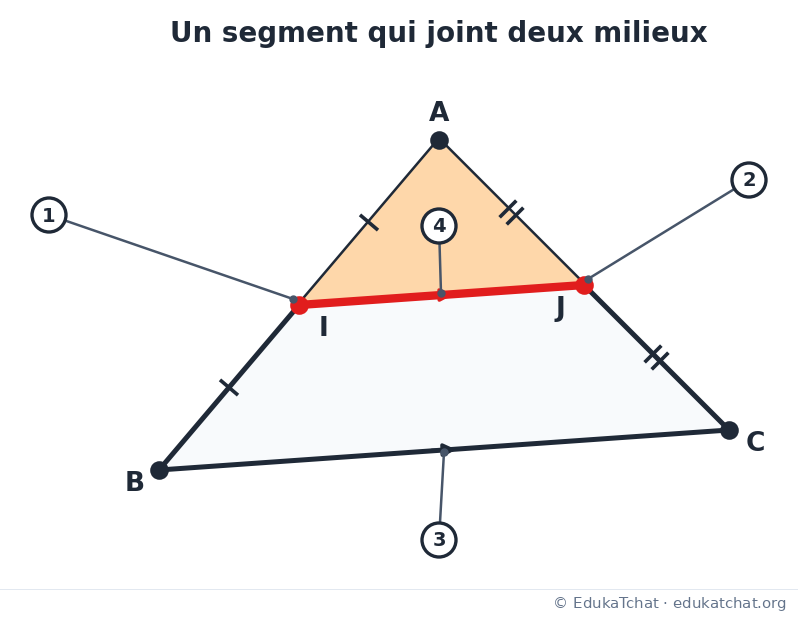 Un segment qui joint deux milieux
A
2
1
4
I
J
B
C
3
© EdukaTchat · edukatchat.org